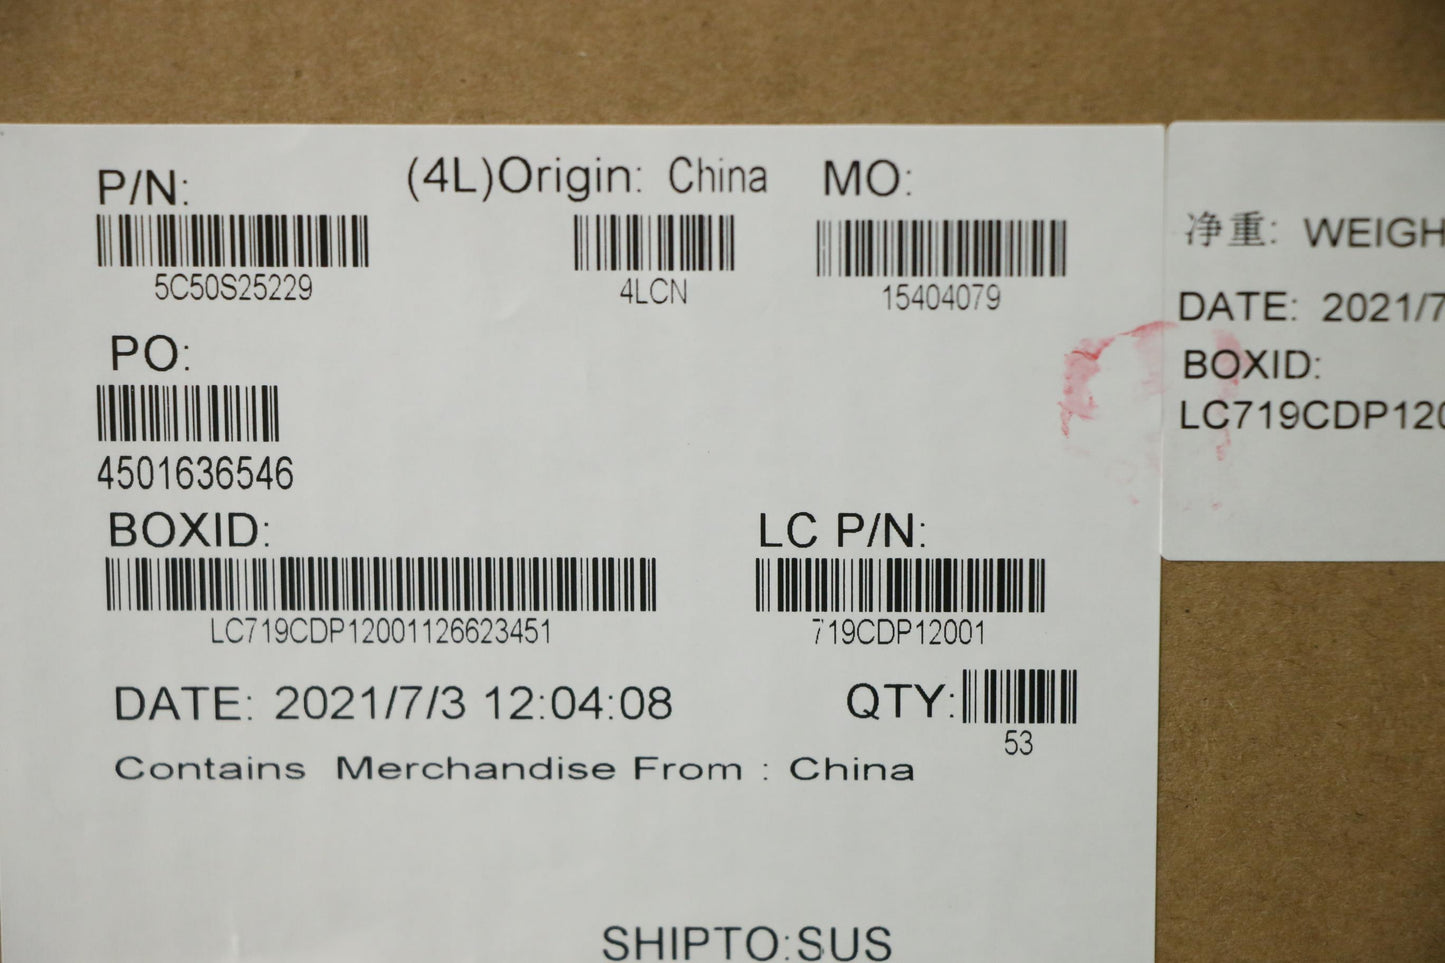 P/N:
(4L)Origin: China
MO:
5C50S25229
4LCN
15404079
PO:
4501636546
BOXID:
LC P/N:
LC719CDP12001126623451
719CDP12001
DATE: 2021/7/3 12:04:08
QTY:
53
Contains Merchandise From : China
SHIPTO:SUS
净重: WEIGH
DATE: 2021/7
BOXID:
LC719CDP120